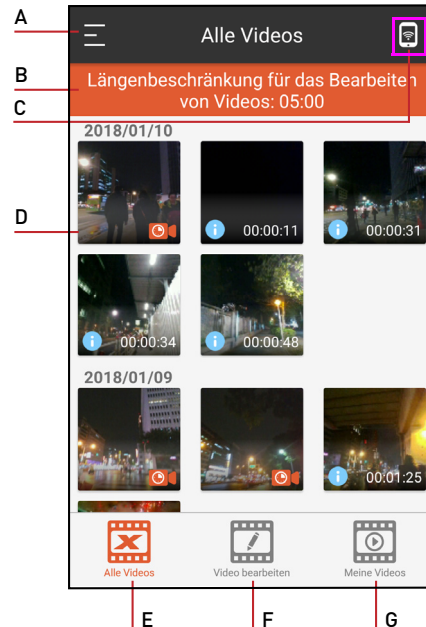 A
Alle Videos
B
Längenbeschränkung für das Bearbeiten
von Videos: 05:00
C
2018/01/10
D
00:00:11
00:00:31
00:00:34
00:00:48
2018/01/09
00:01:25
Alle Videos
Video bearbeiten
Meine Videos
E
F
G